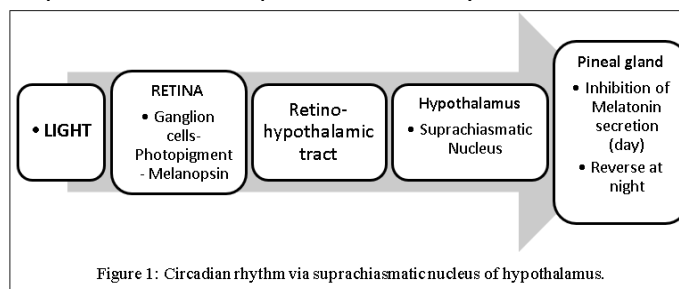 • LIGHT
RETINA
• Ganglion
cells-
Photopigment
- Melanopsin
Retino-
hypothalamic
tract
Hypothalamus
• Suprachiasmatic
Nucleus
Pineal gland
• Inhibition of
Melatonin
secretion
(day)
• Reverse at
night
Figure 1: Circadian rhythm via suprachiasmatic nucleus of hypothalamus.